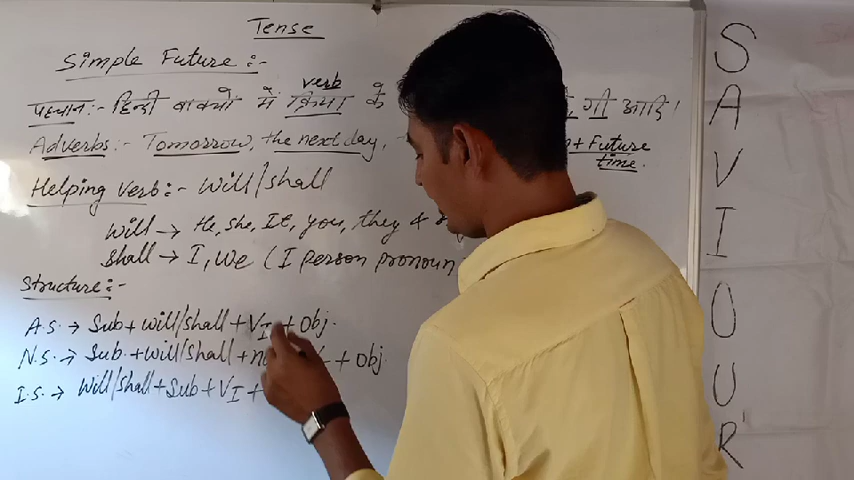 Tense
Simple Future :-
पहचान :- हिन्दी वाक्यों में क्रिया के गी आदि।
verb
Adverbs :- Tomorrow, the next day, + Future
time.
Helping verb :- will/shall
will → He, she, It, you, they &
shall → I, we (I person pronoun
Structure :-
A.S. → Sub + will/shall + VI + Obj.
N.S. → Sub. + will/shall + + Obj
I.S. → Will/shall + Sub + VI +
SAVIOUR